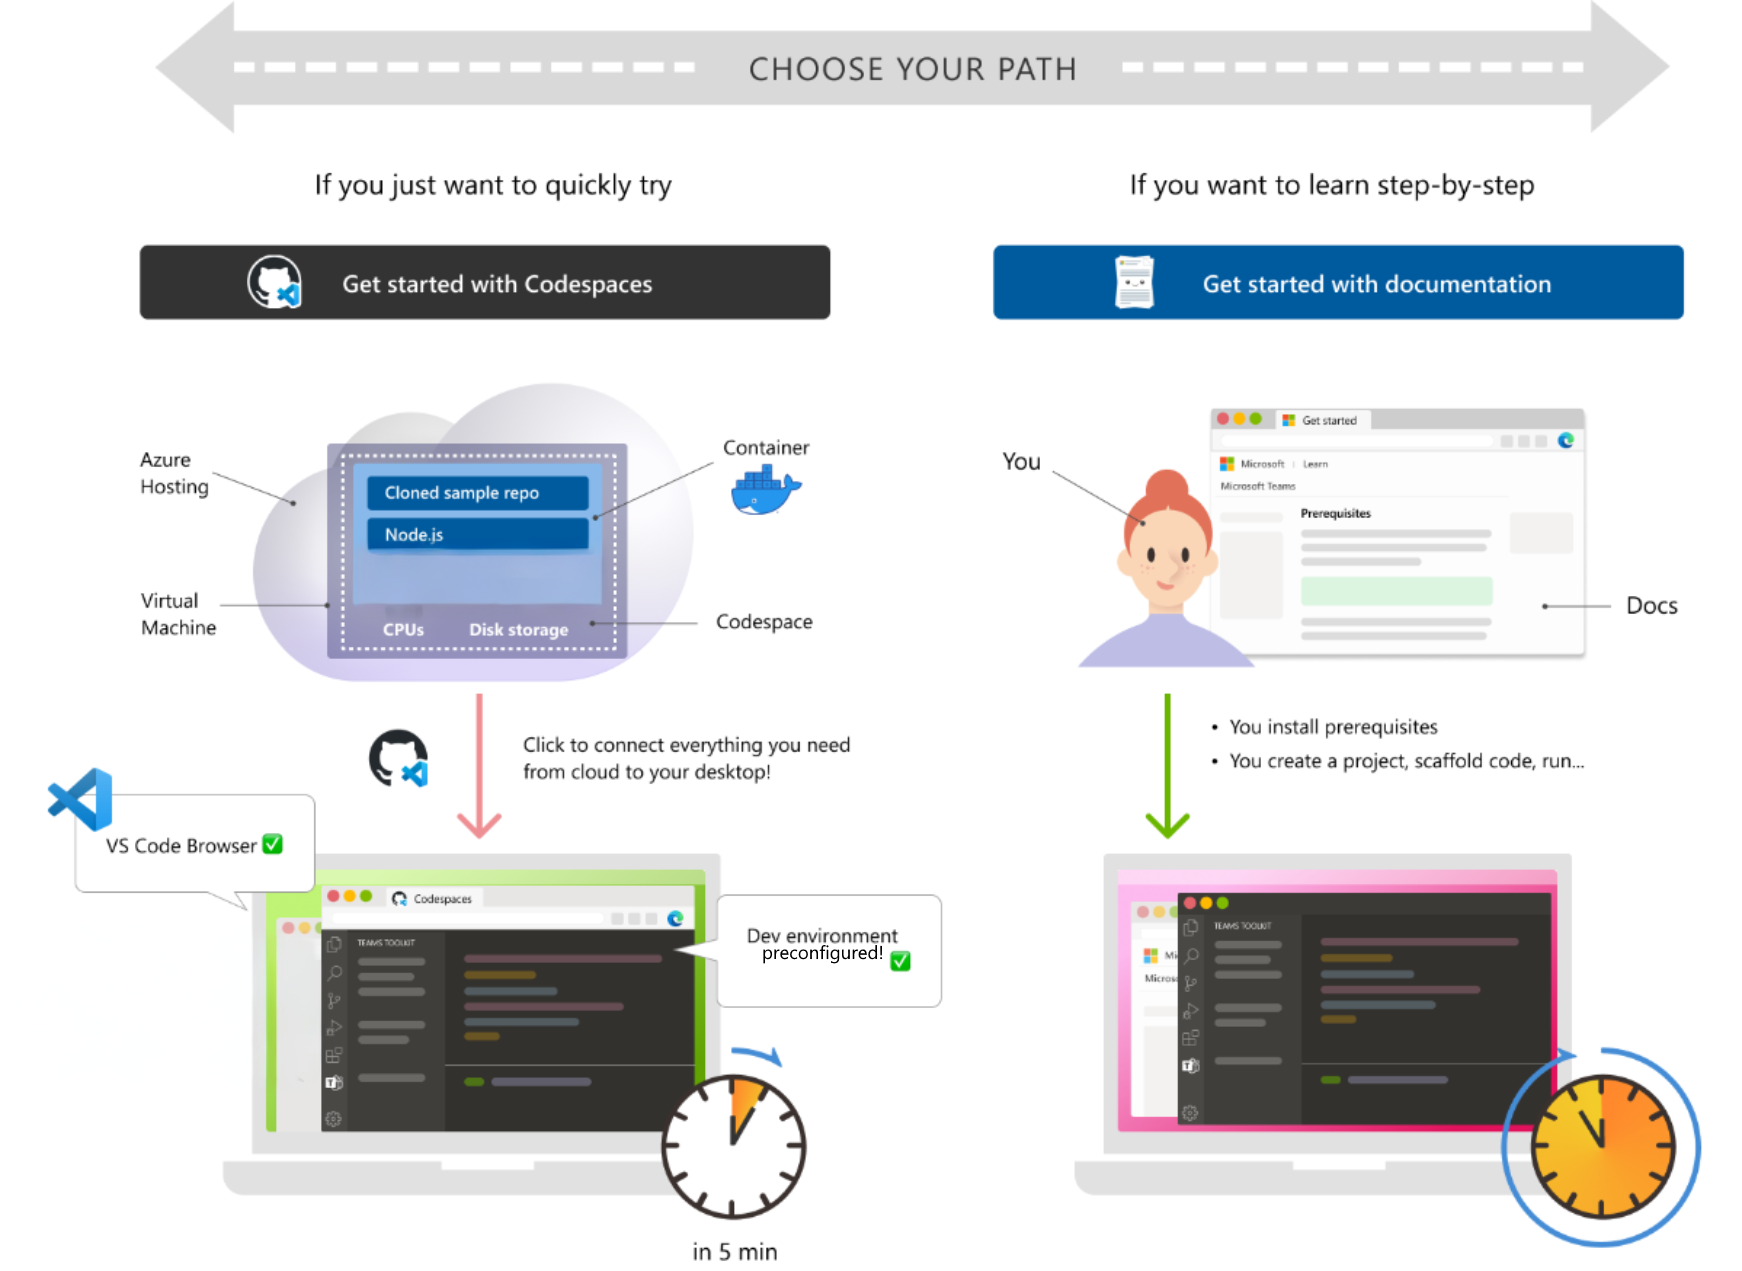 CHOOSE YOUR PATH
If you just want to quickly try
Get started with Codespaces
Azure
Hosting
Cloned sample repo
Node.js
Container
Virtual
Machine
CPUs
Disk storage
Codespace
Click to connect everything you need
from cloud to your desktop!
VS Code Browser ✅
Codespaces
TEAMS TOOLKIT
Dev environment
preconfigured! ✅
in 5 min
If you want to learn step-by-step
Get started with documentation
You
Get started
Microsoft | Learn
Microsoft Teams
Prerequisites
Docs
• You install prerequisites
• You create a project, scaffold code, run...
Mi
Micros
TEAMS TOOLKIT